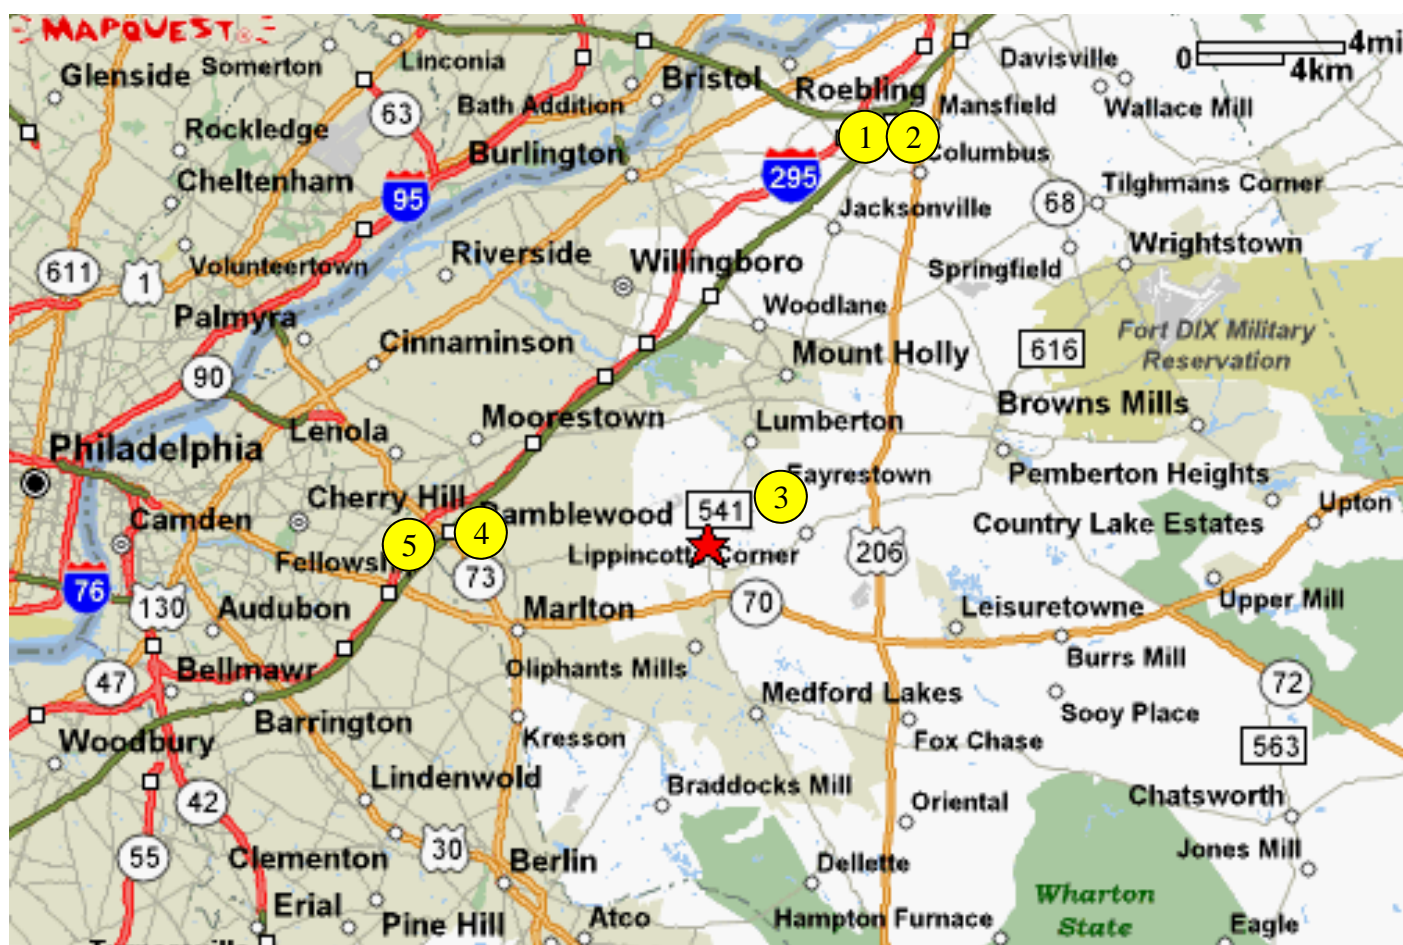 MAPQUEST
Glenside
Somerton
Linconia
Bristol
Roebling
Davisville
0
4mi
4km
63
Bath Addition
Mansfield
Wallace Mill
Rockledge
Burlington
1
2
Columbus
Cheltenham
95
295
68
Tilghmans Corner
Jacksonville
611
1
Volunteertown
Riverside
Willingboro
Springfield
Wrightstown
Palmyra
Woodlane
Fort DIX Military
Reservation
90
Cinnaminson
Mount Holly
616
Philadelphia
Lenola
Moorestown
Lumberton
Browns Mills
Cherry Hill
541
3
Fayrestown
Pemberton Heights
Upton
Camden
5
4
Ramblewood
Country Lake Estates
Lippincotts Corner
206
76
130
73
Audubon
Marlton
70
Leisuretowne
Upper Mill
47
Bellmawr
Oliphants Mills
Burrs Mill
72
Medford Lakes
Barrington
Sooy Place
Woodbury
Kresson
Fox Chase
563
42
Lindenwold
Braddocks Mill
Oriental
Chatsworth
55
Clementon
30
Berlin
Dellette
Jones Mill
Erial
Pine Hill
Atco
Hampton Furnace
Wharton
State
Eagle